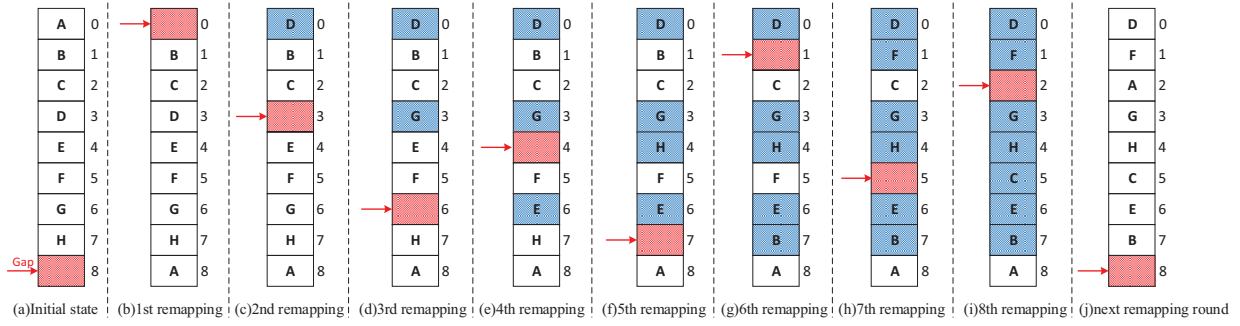 A 0
B 1
C 2
D 3
E 4
F 5
G 6
H 7
Gap 8
(a)Initial state
0
B 1
C 2
D 3
E 4
F 5
G 6
H 7
A 8
(b)1st remapping
D 0
B 1
C 2
3
E 4
F 5
G 6
H 7
A 8
(c)2nd remapping
D 0
B 1
C 2
G 3
E 4
F 5
6
H 7
A 8
(d)3rd remapping
D 0
B 1
C 2
G 3
4
F 5
E 6
H 7
A 8
(e)4th remapping
D 0
B 1
C 2
G 3
H 4
F 5
E 6
7
A 8
(f)5th remapping
D 0
1
C 2
G 3
H 4
F 5
E 6
B 7
A 8
(g)6th remapping
D 0
F 1
C 2
G 3
H 4
5
E 6
B 7
A 8
(h)7th remapping
D 0
F 1
2
G 3
H 4
C 5
E 6
B 7
A 8
(i)8th remapping
D 0
F 1
A 2
G 3
H 4
C 5
E 6
B 7
8
(j)next remapping round